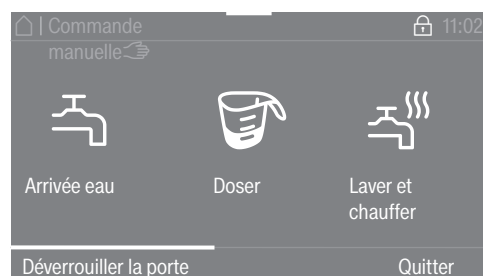 | Commande 11:02
manuelle
Arrivée eau Doser Laver et
chauffer
Déverrouiller la porte Quitter